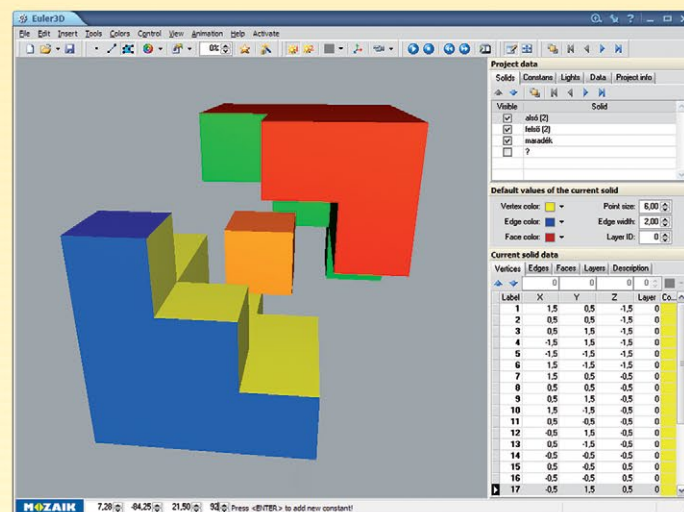 Euler3D
File Edit Insert Tools Colors Control View Animation Help Activate
0%
Project data
Solids Constans Lights Data Project info
Visible Solid
alsó (2)
felső (2)
maradék
?
Default values of the current solid
Vertex color: Point size: 6,00
Edge color: Edge width: 2,00
Face color: Layer ID: 0
Current solid data
Vertices Edges Faces Layers Description
0 0 0 0
Label X Y Z Layer Co...
1 1,5 0,5 -1,5 0
2 0,5 0,5 -1,5 0
3 0,5 1,5 -1,5 0
4 -1,5 1,5 -1,5 0
5 -1,5 -1,5 -1,5 0
6 1,5 -1,5 -1,5 0
7 1,5 0,5 -0,5 0
8 0,5 0,5 -0,5 0
9 0,5 1,5 -0,5 0
10 1,5 -1,5 -0,5 0
11 0,5 -0,5 -0,5 0
12 -0,5 1,5 -0,5 0
13 0,5 -1,5 -0,5 0
14 -0,5 -0,5 -0,5 0
15 0,5 -0,5 0,5 0
16 -0,5 -0,5 0,5 0
17 -0,5 1,5 0,5 0
MOZAIK 7,28 -84,25 21,50 92 Press <ENTER> to add new constant!